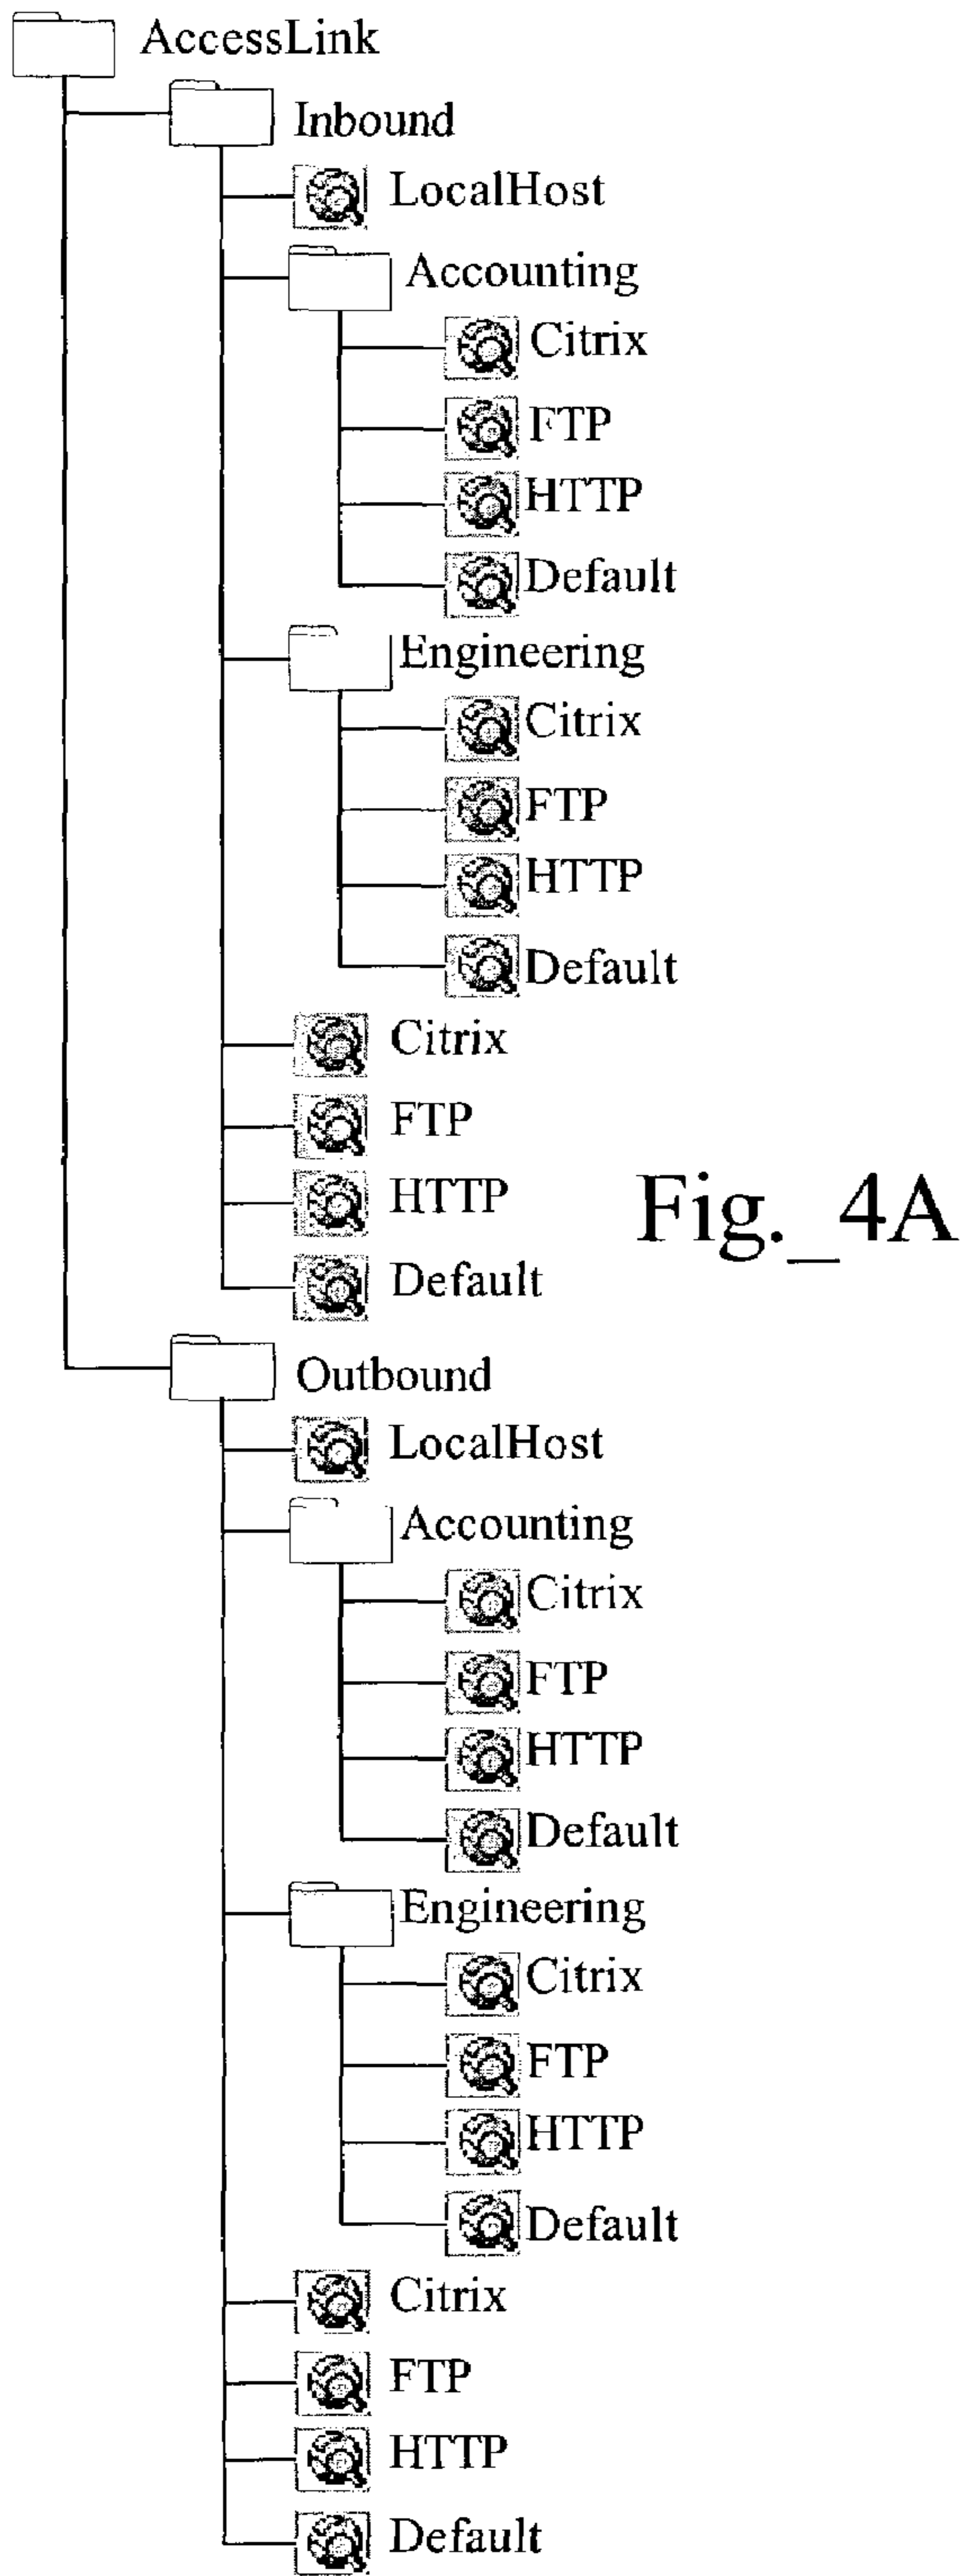 AccessLink
Inbound
LocalHost
Accounting
Citrix
FTP
HTTP
Default
Engineering
Citrix
FTP
HTTP
Default
Citrix
FTP
HTTP
Default
Fig._4A
Outbound
LocalHost
Accounting
Citrix
FTP
HTTP
Default
Engineering
Citrix
FTP
HTTP
Default
Citrix
FTP
HTTP
Default